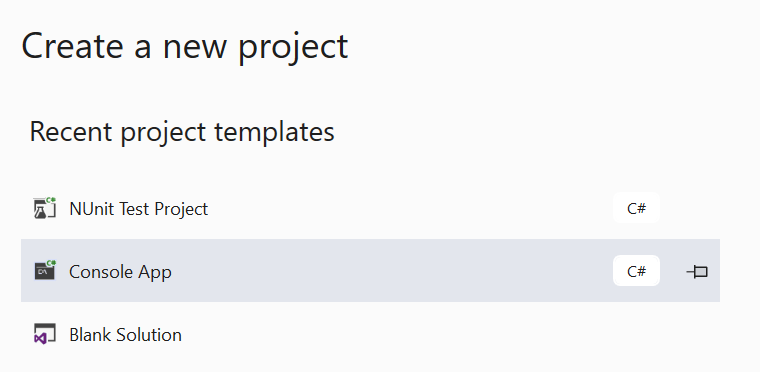 Create a new project
Recent project templates
NUnit Test Project C#
Console App C#
Blank Solution